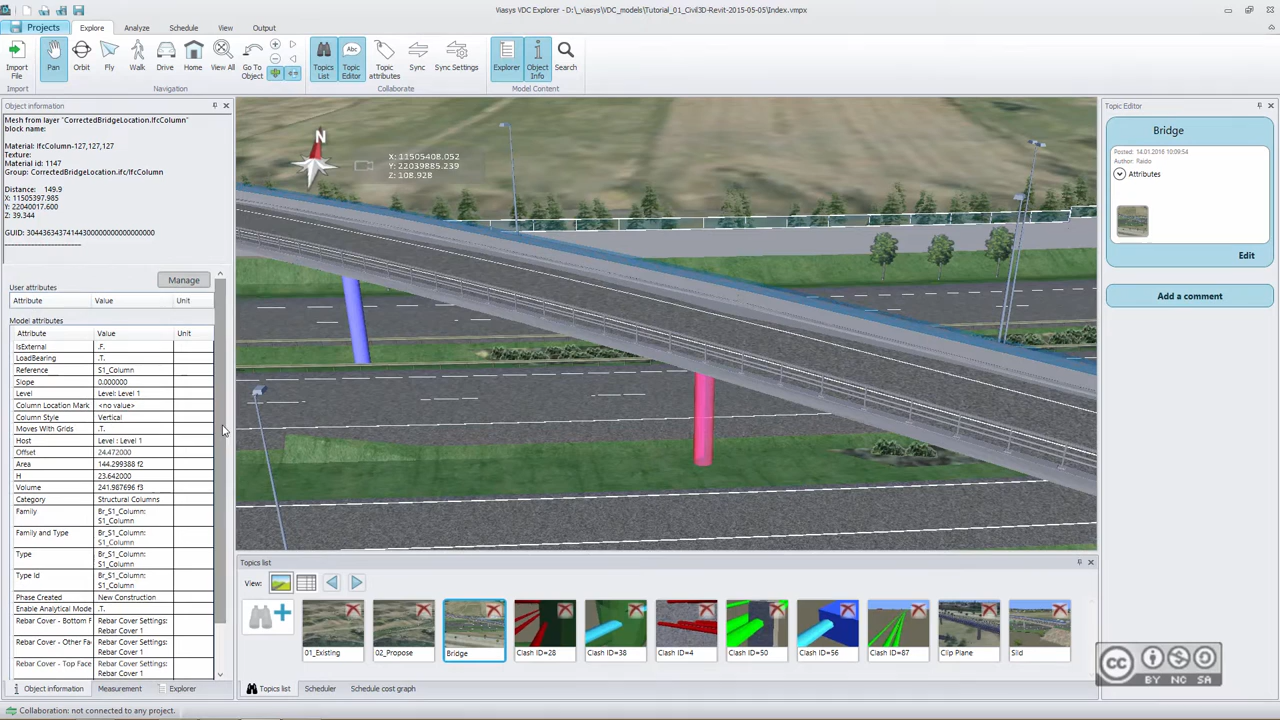 Viasys VDC Explorer - D:\_viasys\VDC_models\Tutorial_01_Civil3D-Revit-2015-05-05\Index.vmpx
Projects Explore Analyze Schedule View Output
Import File Pan Orbit Fly Walk Drive Home View All Go To Object Topics List Topic Editor Topic attributes Sync Sync Settings Explorer Object Info Search
Abc
Import Navigation Collaborate Model Content
Object information
Mesh from layer "CorrectedBridgeLocation.IfcColumn"
block name:
Material: IfcColumn-127,127,127
Texture:
Material id: 1147
Group: CorrectedBridgeLocation.ifc/IfcColumn
Distance: 149.9
X: 11505397.985
Y: 22040017.600
Z: 39.344
GUID: 30443634374144300000000000000000
Manage
User attributes
Attribute Value Unit
Model attributes
Attribute Value Unit
IsExternal .F.
LoadBearing .T.
Reference S1_Column
Slope 0.000000
Level Level: Level 1
Column Location Mark <no value>
Column Style Vertical
Moves With Grids .T.
Host Level : Level 1
Offset 24.472000
Area 144.299388 f2
H 23.642000
Volume 241.987696 f3
Category Structural Columns
Family Br_S1_Column:
S1_Column
Family and Type Br_S1_Column:
S1_Column
Type Br_S1_Column:
S1_Column
Type Id Br_S1_Column:
S1_Column
Phase Created New Construction
Enable Analytical Mode .T.
Rebar Cover - Bottom F Rebar Cover Settings:
Rebar Cover 1
Rebar Cover - Other Fa Rebar Cover Settings:
Rebar Cover 1
Rebar Cover - Top Face Rebar Cover Settings:
Rebar Cover 1
Object information Measurement Explorer
N
X: 11505408.052
Y: 22039885.239
Z: 108.928
Topics list
View:
01_Existing 02_Propose Bridge Clash ID=28 Clash ID=38 Clash ID=4 Clash ID=50 Clash ID=56 Clash ID=87 Clip Plane Slid
Topics list Scheduler Schedule cost graph
Topic Editor
Bridge
Posted: 14.01.2016 10:09:54
Author: Raido
Attributes
Edit
Add a comment
cc
BY NC SA
Collaboration: not connected to any project.